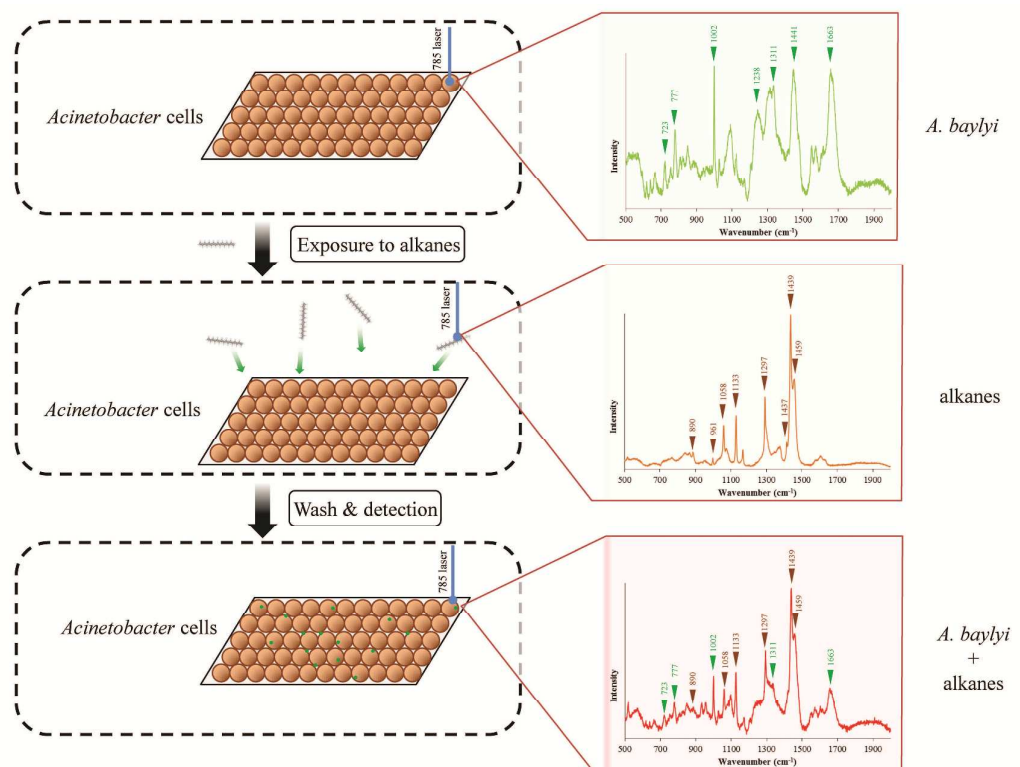 785 laser
Acinetobacter cells
Intensity
723
777
1002
1238
1311
1441
1663
500 700 900 1100 1300 1500 1700 1900
Wavenumber (cm⁻¹)
A. baylyi
Exposure to alkanes
785 laser
Acinetobacter cells
Intensity
890
961
1058
1133
1297
1437
1439
1459
500 700 900 1100 1300 1500 1700 1900
Wavenumber (cm⁻¹)
alkanes
Wash & detection
785 laser
Acinetobacter cells
intensity
723
777
890
1002
1058
1133
1297
1311
1439
1459
1663
500 700 900 1100 1300 1500 1700 1900
Wavenumber (cm⁻¹)
A. baylyi
+
alkanes